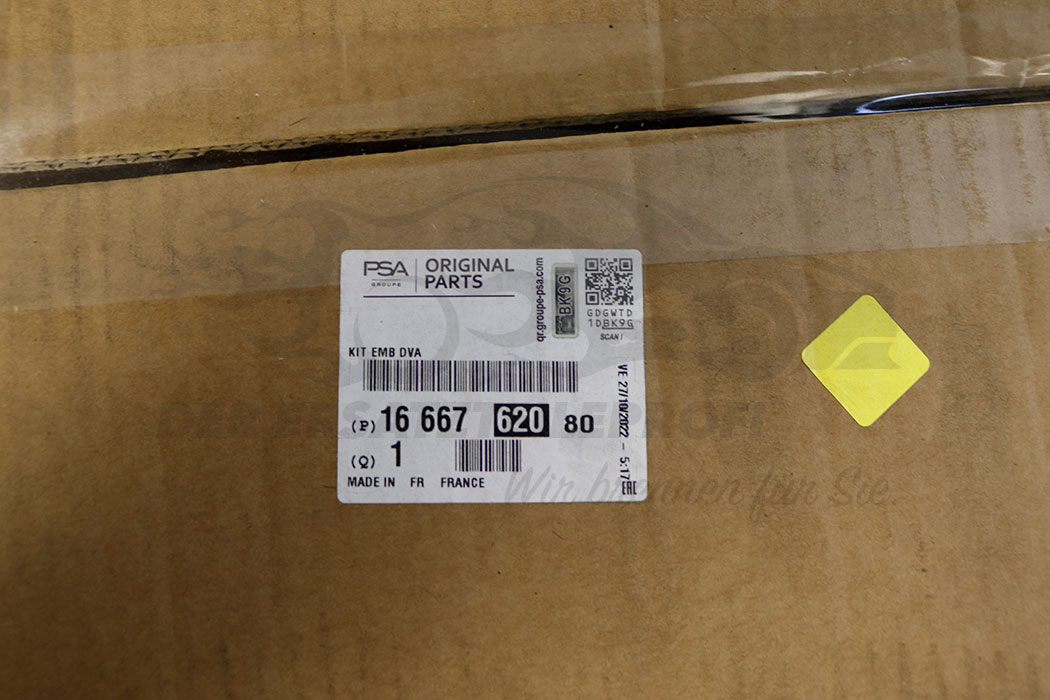 PSA
GROUPE
ORIGINAL
PARTS
qr.groupe-psa.com
BK9G
GDGWTD
1DBK9G
SCAN !
KIT EMB DVA
(P) 16 667 620 80
(Q) 1
MADE IN FR FRANCE
VE 27/10/2022 - 5:17
EAC
Wir brennen für Sie